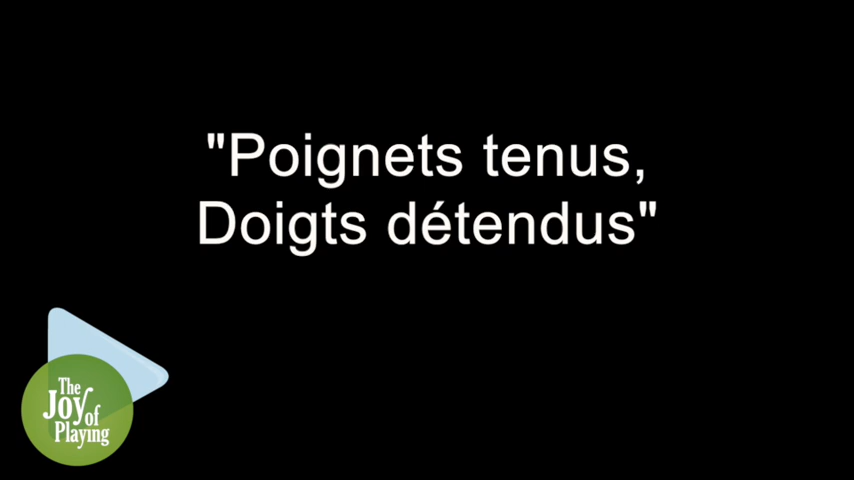 "Poignets tenus,
Doigts détendus"
The
Joy of
Playing